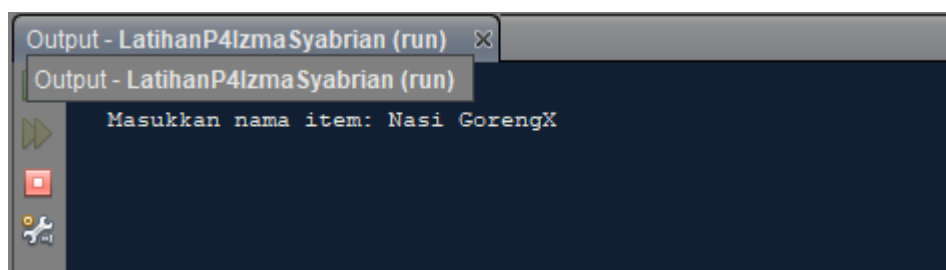 Output - LatihanP4IzmaSyabrian (run)
Output - LatihanP4IzmaSyabrian (run)
Masukkan nama item: Nasi GorengX